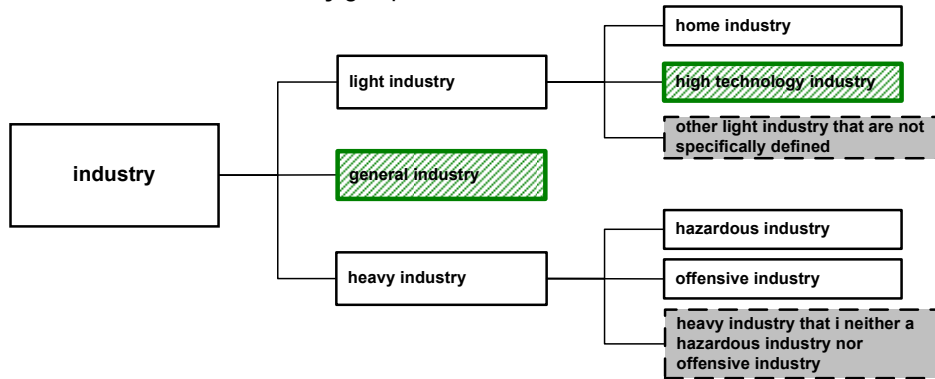 home industry
light industry
high technology industry
other light industry that are not
specifically defined
industry
general industry
hazardous industry
heavy industry
offensive industry
heavy industry that i neither a
hazardous industry nor
offensive industry